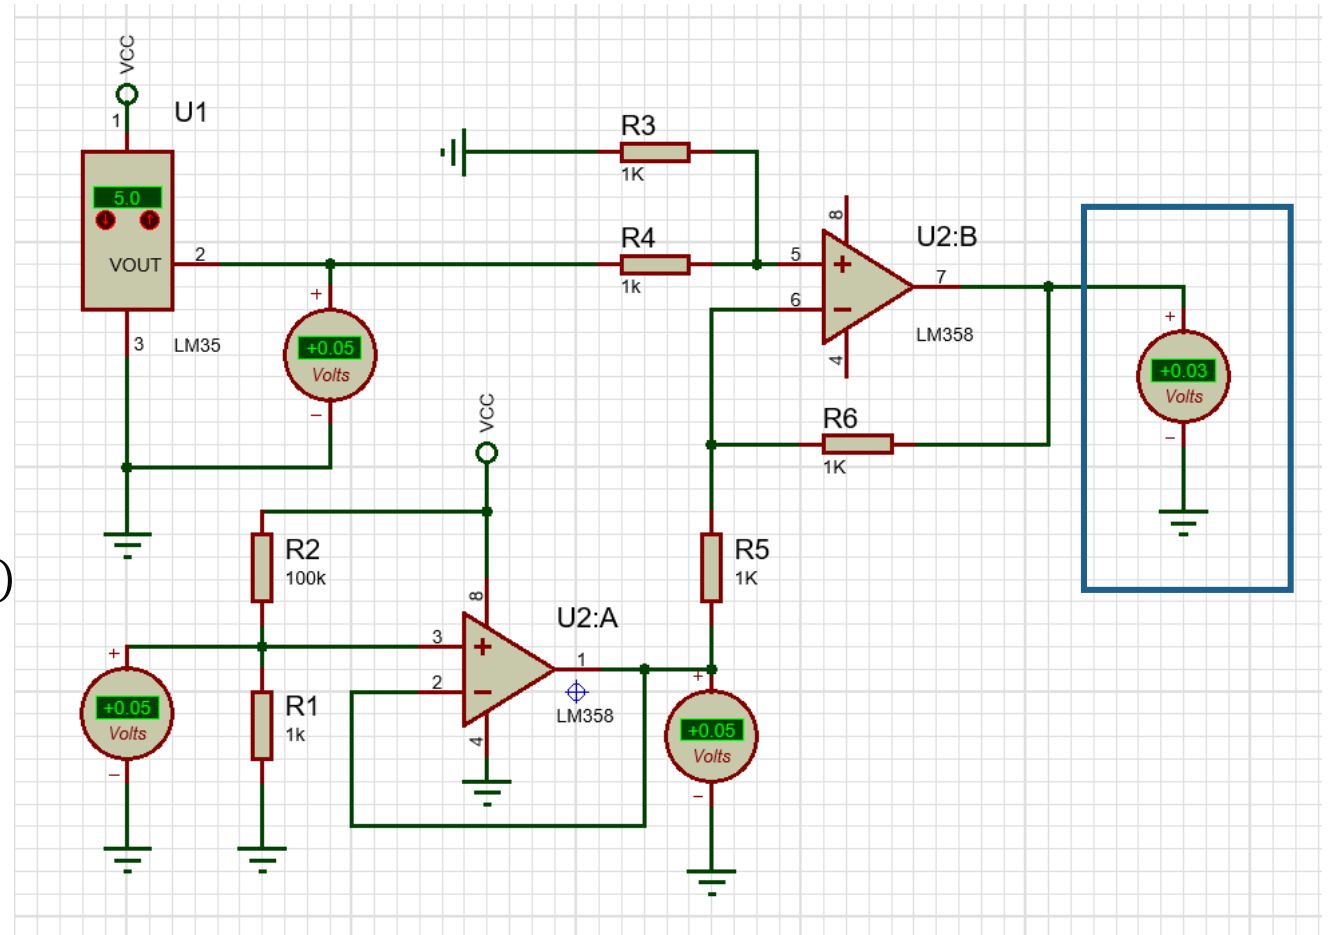 VCC
1
U1
5.0
VOUT
2
3
LM35
+
+0.05
Volts
−
R3
1K
R4
1k
8
5
+
6
−
4
7
U2:B
LM358
R6
1K
+
+0.03
Volts
−
VCC
R2
100k
R5
1K
8
U2:A
3
+
2
−
4
1
LM358
)
+
+0.05
Volts
−
R1
1k
+
+0.05
Volts
−